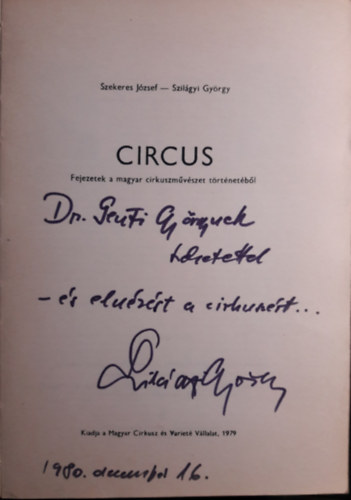 Szekeres József — Szilágyi György
CIRCUS
Fejezetek a magyar cirkuszművészet történetéből
Dr. Györgynek
szeretettel
– és elnézést a cirkuszért...
Szilágyi György
Kiadja a Magyar Cirkusz és Varieté Vállalat, 1979
1980. december 16.